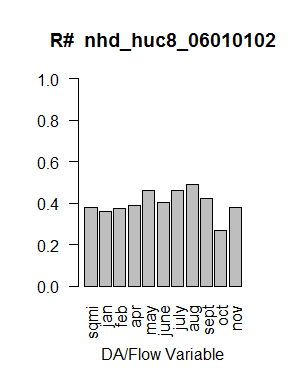 R#  nhd_huc8_06010102
1.0
0.8
0.6
0.4
0.2
0.0
sqmi
jan
feb
apr
may
june
july
aug
sept
oct
nov
DA/Flow Variable